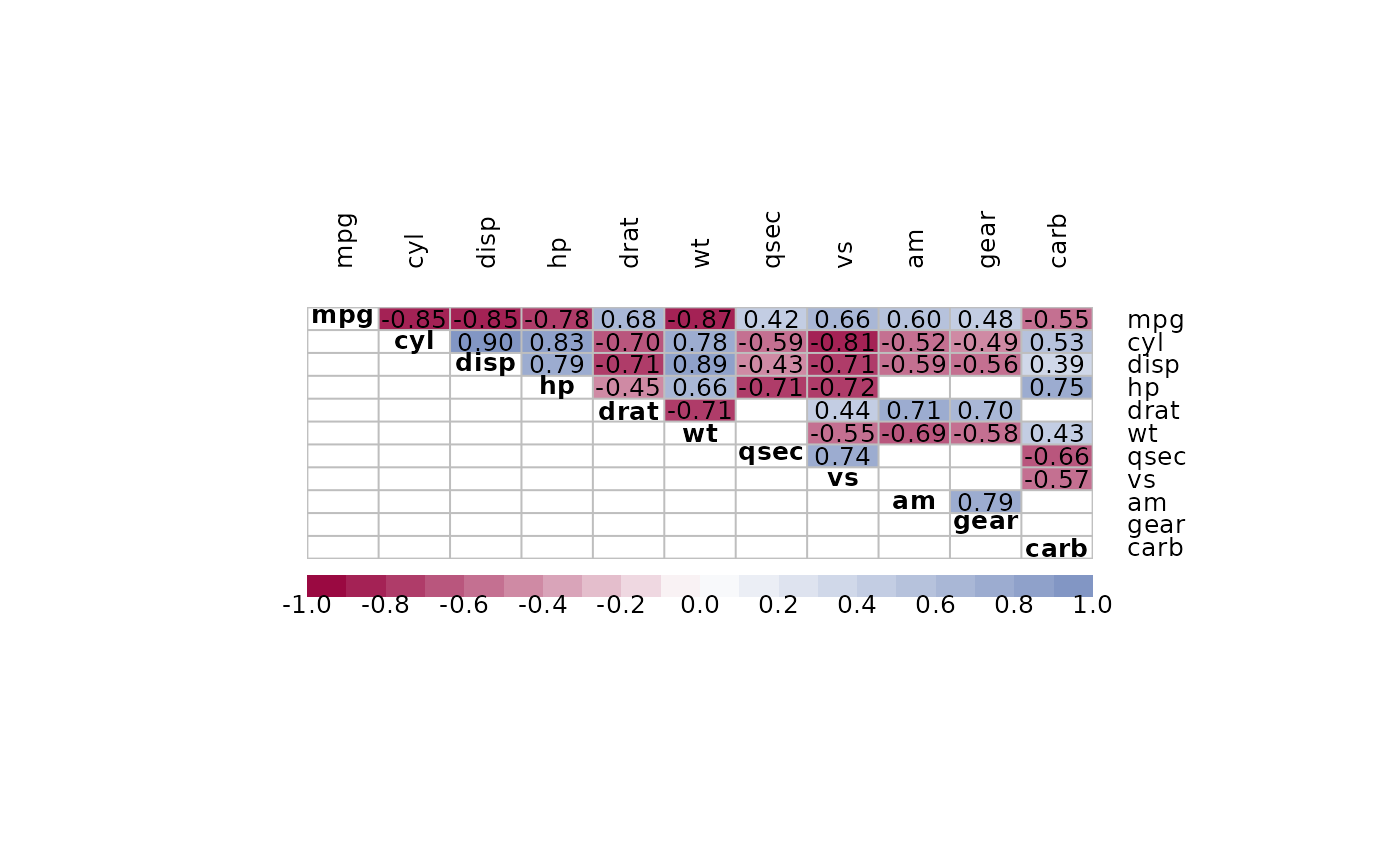 mpg cyl disp hp drat wt qsec vs am gear carb
mpg -0.85 -0.85 -0.78 0.68 -0.87 0.42 0.66 0.60 0.48 -0.55 mpg
cyl 0.90 0.83 -0.70 0.78 -0.59 -0.81 -0.52 -0.49 0.53 cyl
disp 0.79 -0.71 0.89 -0.43 -0.71 -0.59 -0.56 0.39 disp
hp -0.45 0.66 -0.71 -0.72 0.75 hp
drat -0.71 0.44 0.71 0.70 drat
wt -0.55 -0.69 -0.58 0.43 wt
qsec 0.74 -0.66 qsec
vs -0.57 vs
am 0.79 am
gear gear
carb carb
-1.0 -0.8 -0.6 -0.4 -0.2 0.0 0.2 0.4 0.6 0.8 1.0